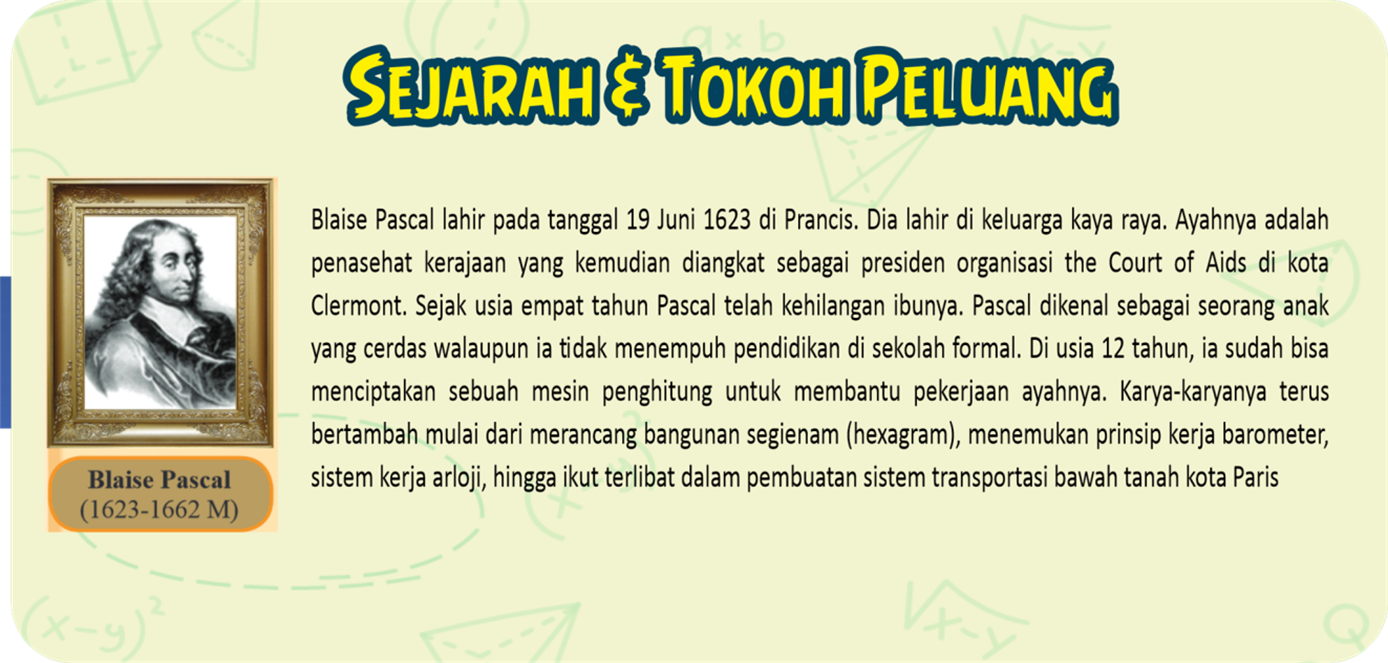 SEJARAH & TOKOH PELUANG
Blaise Pascal lahir pada tanggal 19 Juni 1623 di Prancis. Dia lahir di keluarga kaya raya. Ayahnya adalah
penasehat kerajaan yang kemudian diangkat sebagai presiden organisasi the Court of Aids di kota
Clermont. Sejak usia empat tahun Pascal telah kehilangan ibunya. Pascal dikenal sebagai seorang anak
yang cerdas walaupun ia tidak menempuh pendidikan di sekolah formal. Di usia 12 tahun, ia sudah bisa
menciptakan sebuah mesin penghitung untuk membantu pekerjaan ayahnya. Karya-karyanya terus
bertambah mulai dari merancang bangunan segienam (hexagram), menemukan prinsip kerja barometer,
sistem kerja arloji, hingga ikut terlibat dalam pembuatan sistem transportasi bawah tanah kota Paris
Blaise Pascal
(1623-1662 M)
a×b
√x-y
(x-y)²
(x-y)²
√x-y